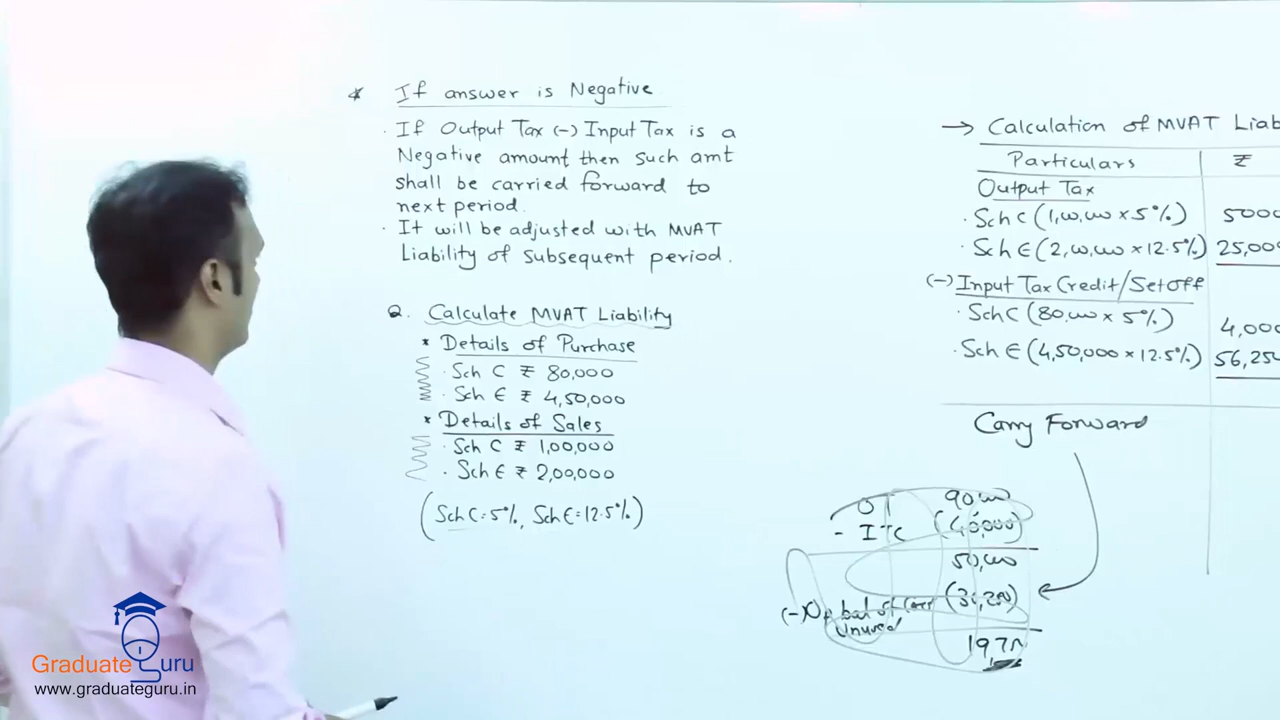 * If answer is Negative
· If Output Tax (-) Input Tax is a
Negative amount then such amt
shall be carried forward to
next period.
· It will be adjusted with MVAT
Liability of Subsequent period.
Q. Calculate MVAT Liability
* Details of Purchase
· Sch C ₹ 80,000
· Sch E ₹ 4,50,000
* Details of Sales
· Sch C ₹ 1,00,000
· Sch E ₹ 2,00,000
(Sch C = 5%, Sch E = 12.5%)
→ Calculation of MVAT Liab
Particulars ₹
Output Tax
· Sch C (1,00,000 x 5%) 5000
· Sch E (2,00,000 x 12.5%) 25,00
(-) Input Tax Credit/Set Off
· Sch C (80,000 x 5%) 4,000
· Sch E (4,50,000 x 12.5%) 56,250
Carry Forward
90,000
- ITC (40,000)
50,000
(-) bal of
Unused
Graduate Guru
www.graduateguru.in